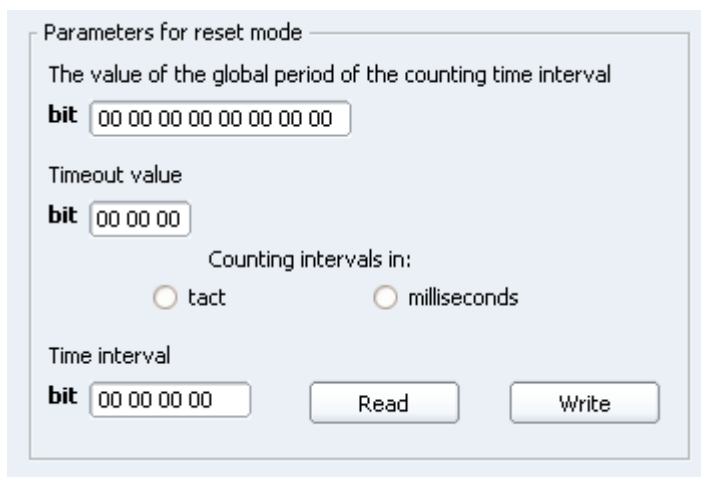 Parameters for reset mode
The value of the global period of the counting time interval
bit 00 00 00 00 00 00 00 00
Timeout value
bit 00 00 00
Counting intervals in:
tact milliseconds
Time interval
bit 00 00 00 00 Read Write